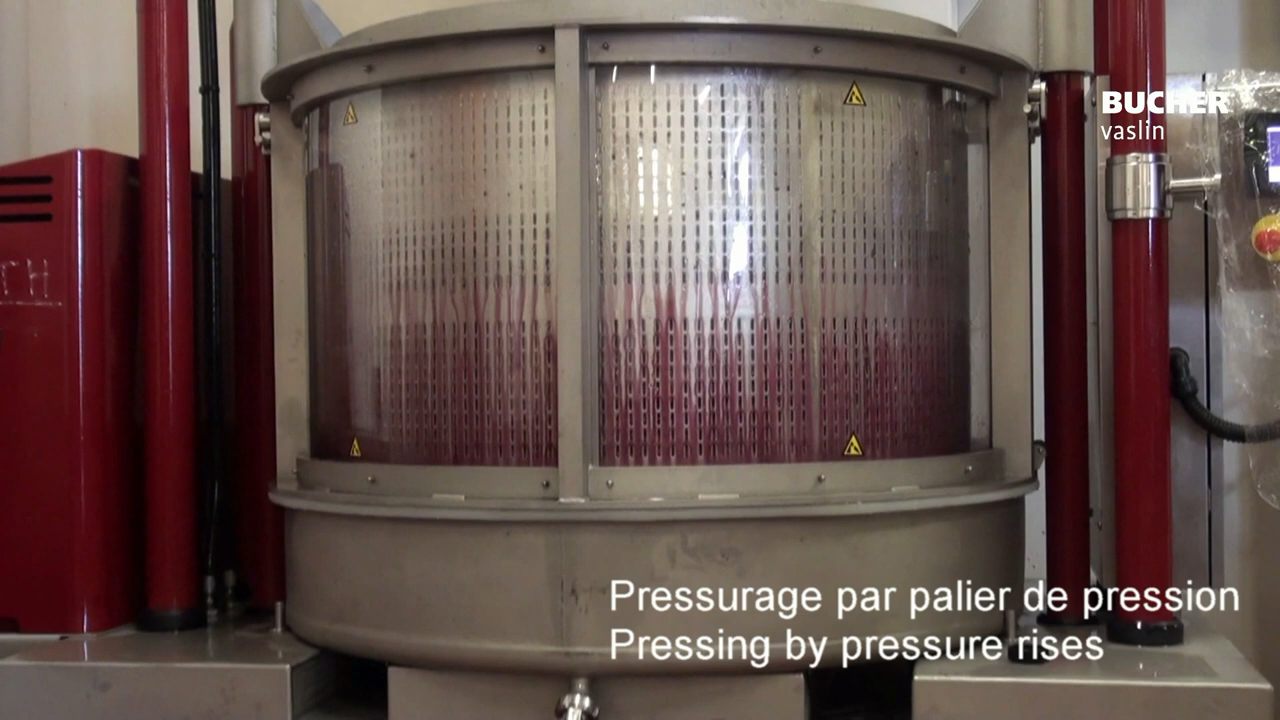 BUCHER
vaslin
Pressurage par palier de pression
Pressing by pressure rises